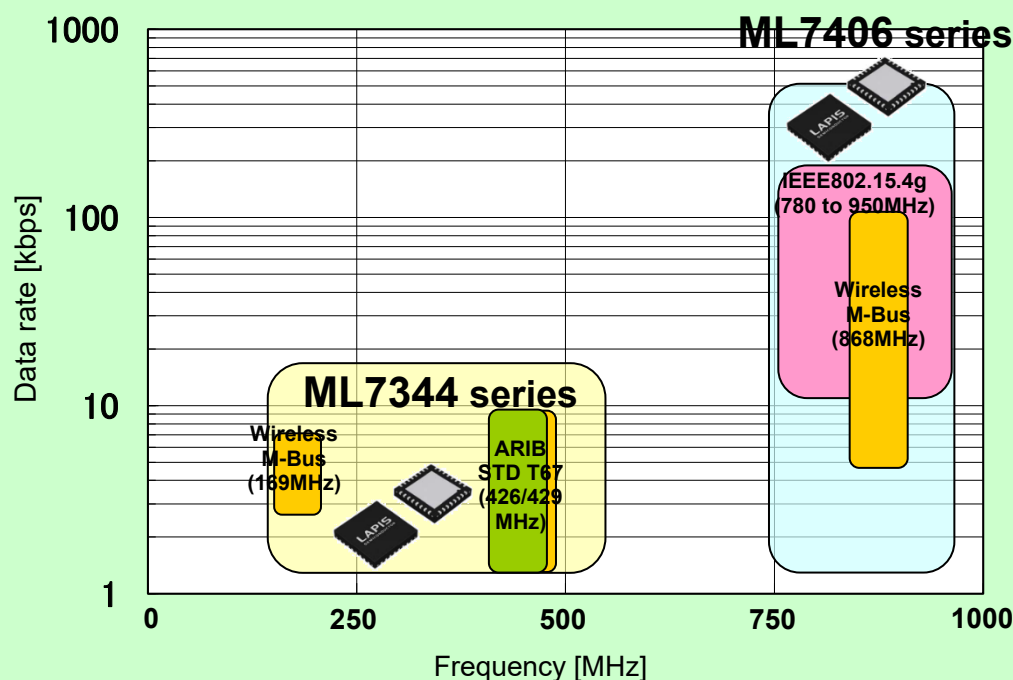 ML7406 series
1000
LAPIS
SEMICONDUCTOR
IEEE802.15.4g
(780 to 950MHz)
100
Wireless
M-Bus
(868MHz)
Data rate [kbps]
ML7344 series
10
Wireless
M-Bus
(169MHz)
ARIB
STD T67
(426/429
MHz)
LAPIS
SEMICONDUCTOR
1
0
250
500
750
1000
Frequency [MHz]